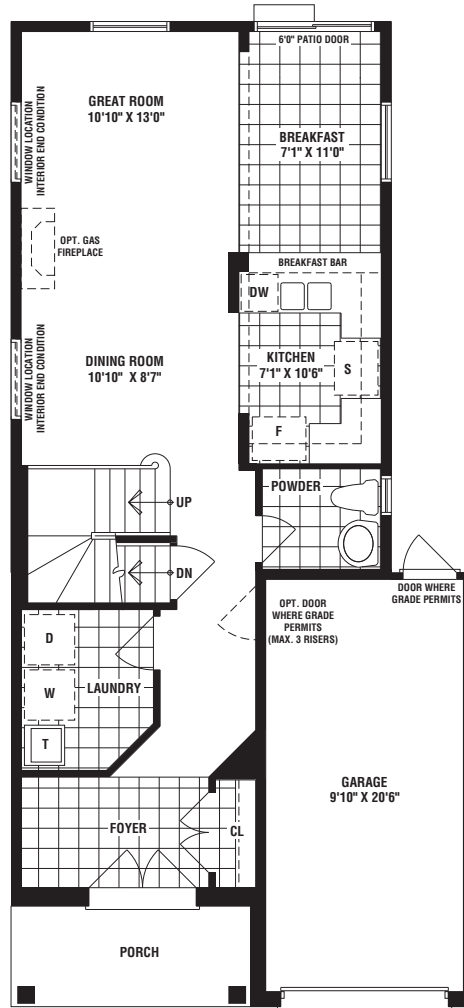 6'0" PATIO DOOR
GREAT ROOM
10'10" X 13'0"
WINDOW LOCATION
INTERIOR END CONDITION
BREAKFAST
7'1" X 11'0"
OPT. GAS
FIREPLACE
BREAKFAST BAR
DW
DINING ROOM
10'10" X 8'7"
WINDOW LOCATION
INTERIOR END CONDITION
KITCHEN
7'1" X 10'6"
S
F
POWDER
UP
DN
OPT. DOOR
WHERE GRADE
PERMITS
(MAX. 3 RISERS)
DOOR WHERE
GRADE PERMITS
D
W
LAUNDRY
T
GARAGE
9'10" X 20'6"
FOYER
CL
PORCH